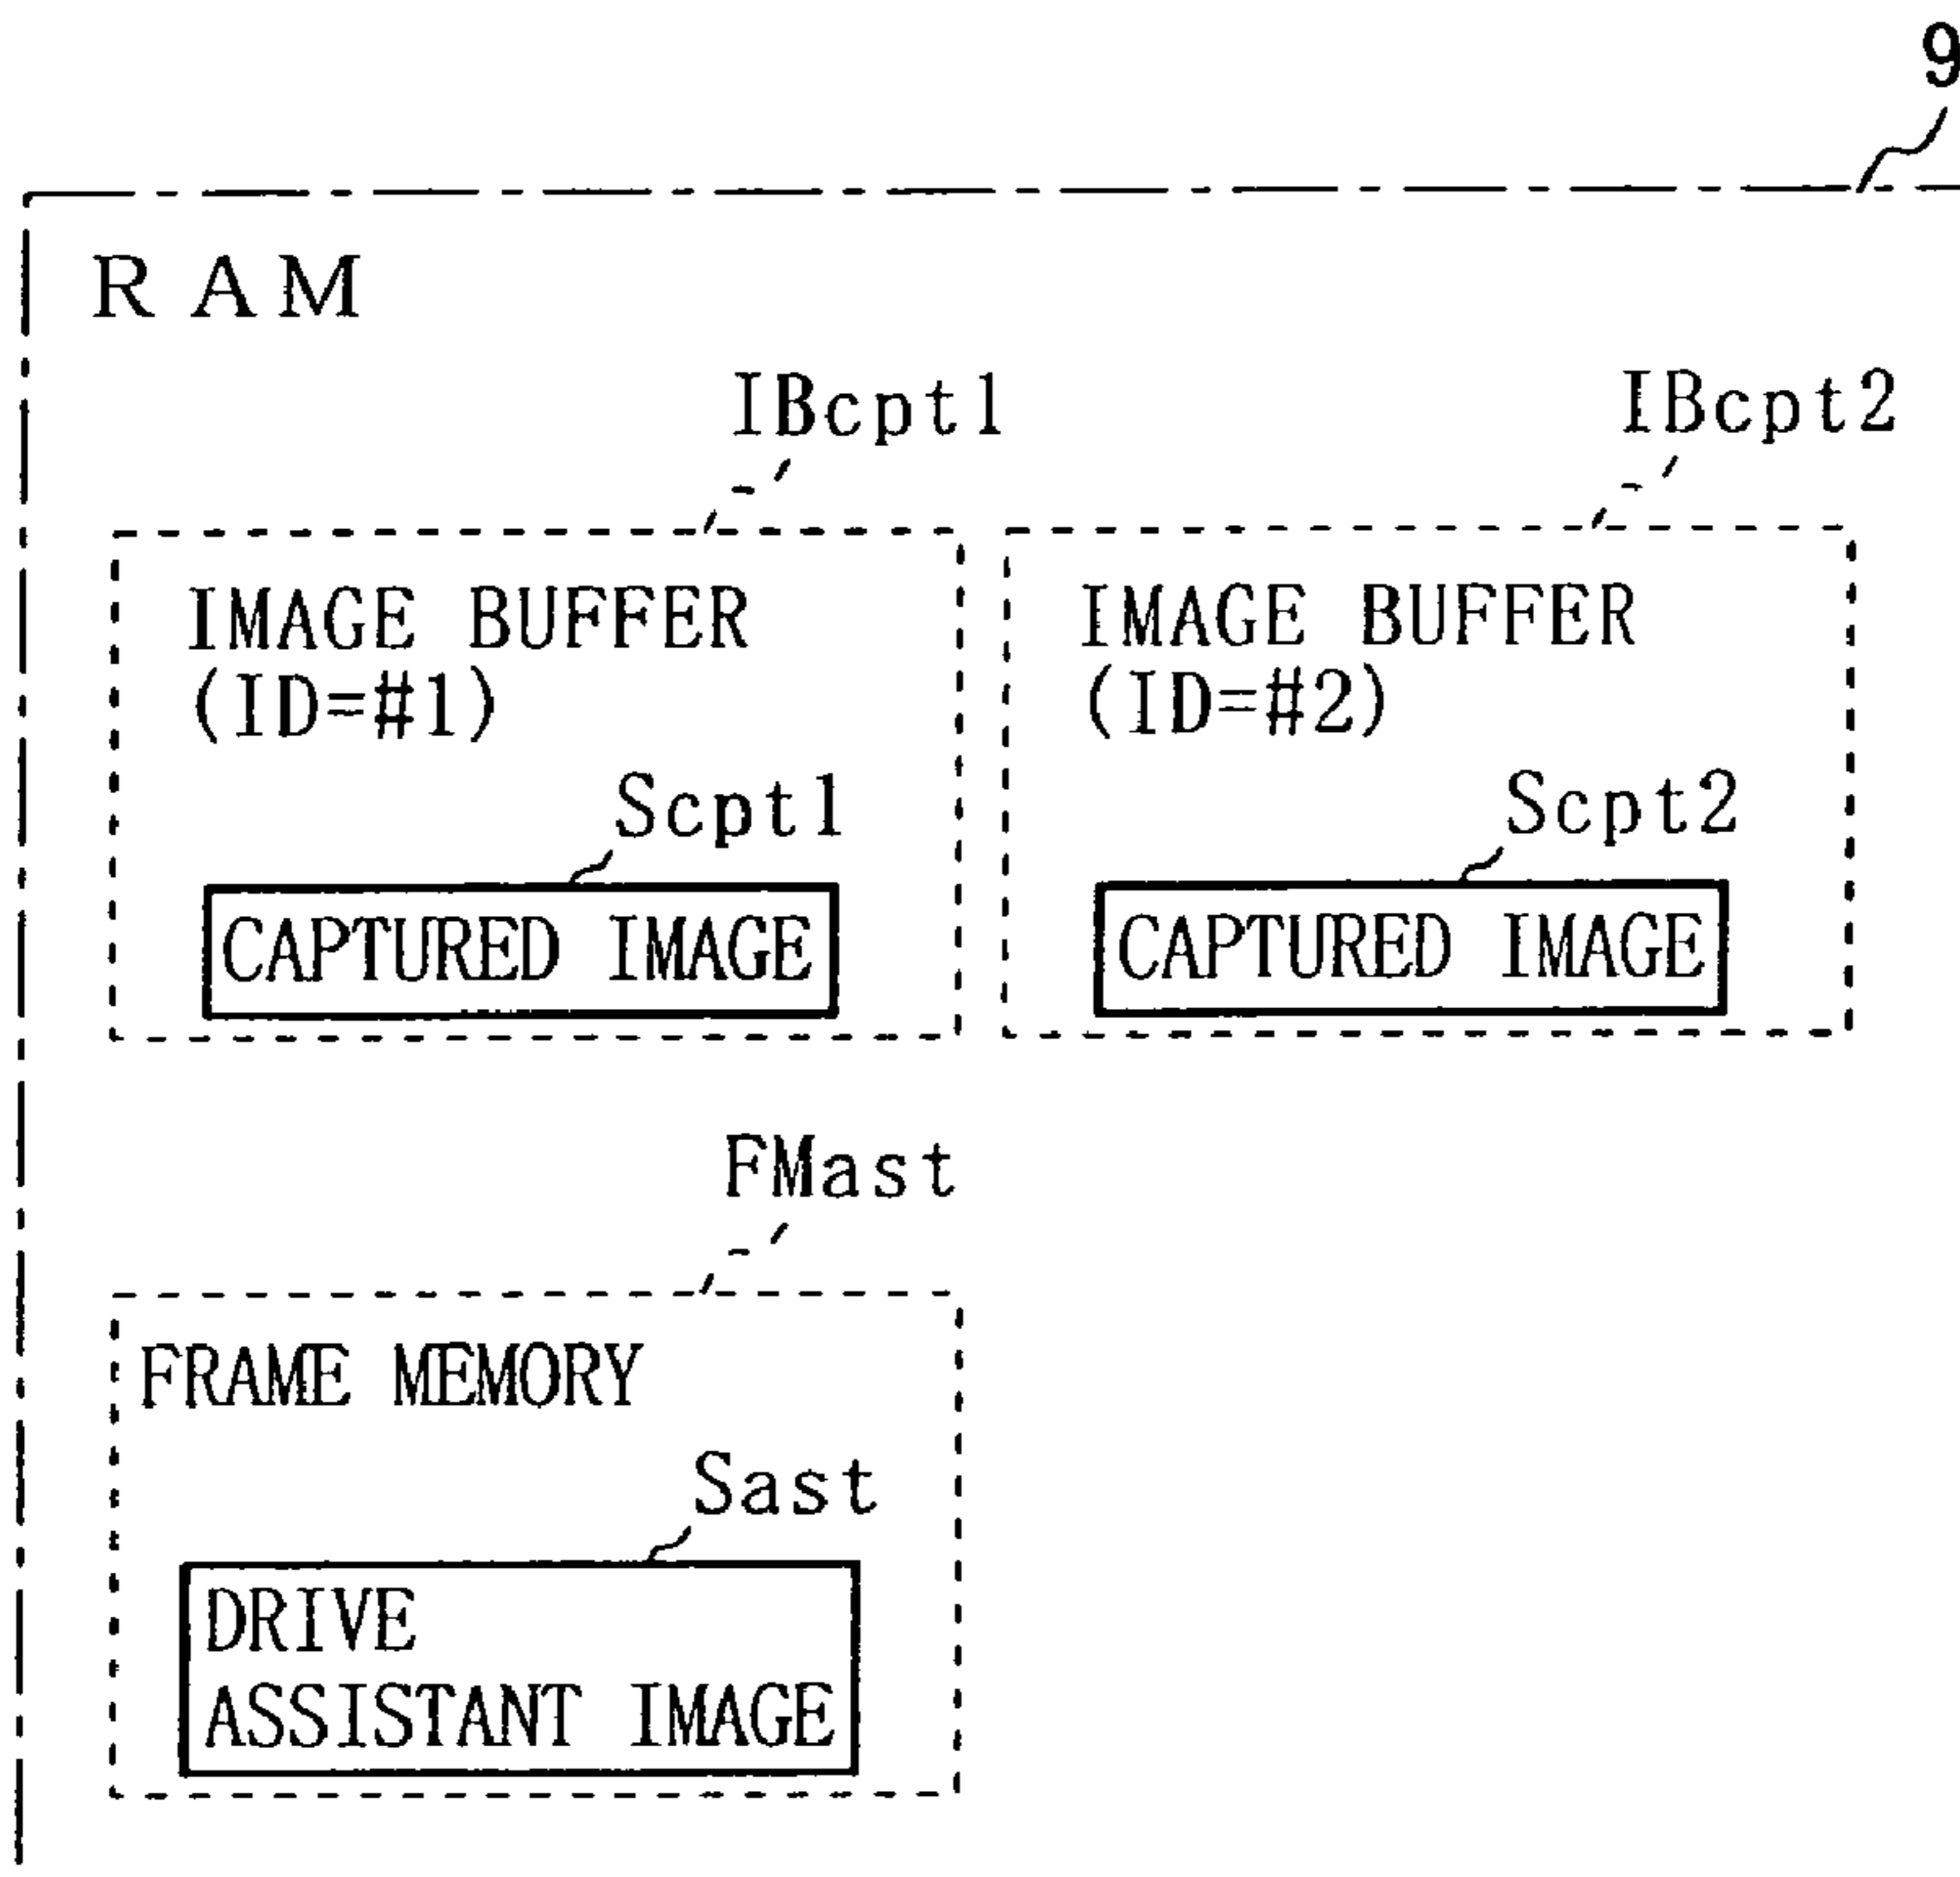 9
RAM
IBcpt1
IBcpt2
IMAGE BUFFER
(ID=#1)
Scpt1
CAPTURED IMAGE
IMAGE BUFFER
(ID=#2)
Scpt2
CAPTURED IMAGE
FMast
FRAME MEMORY
Sast
DRIVE
ASSISTANT IMAGE